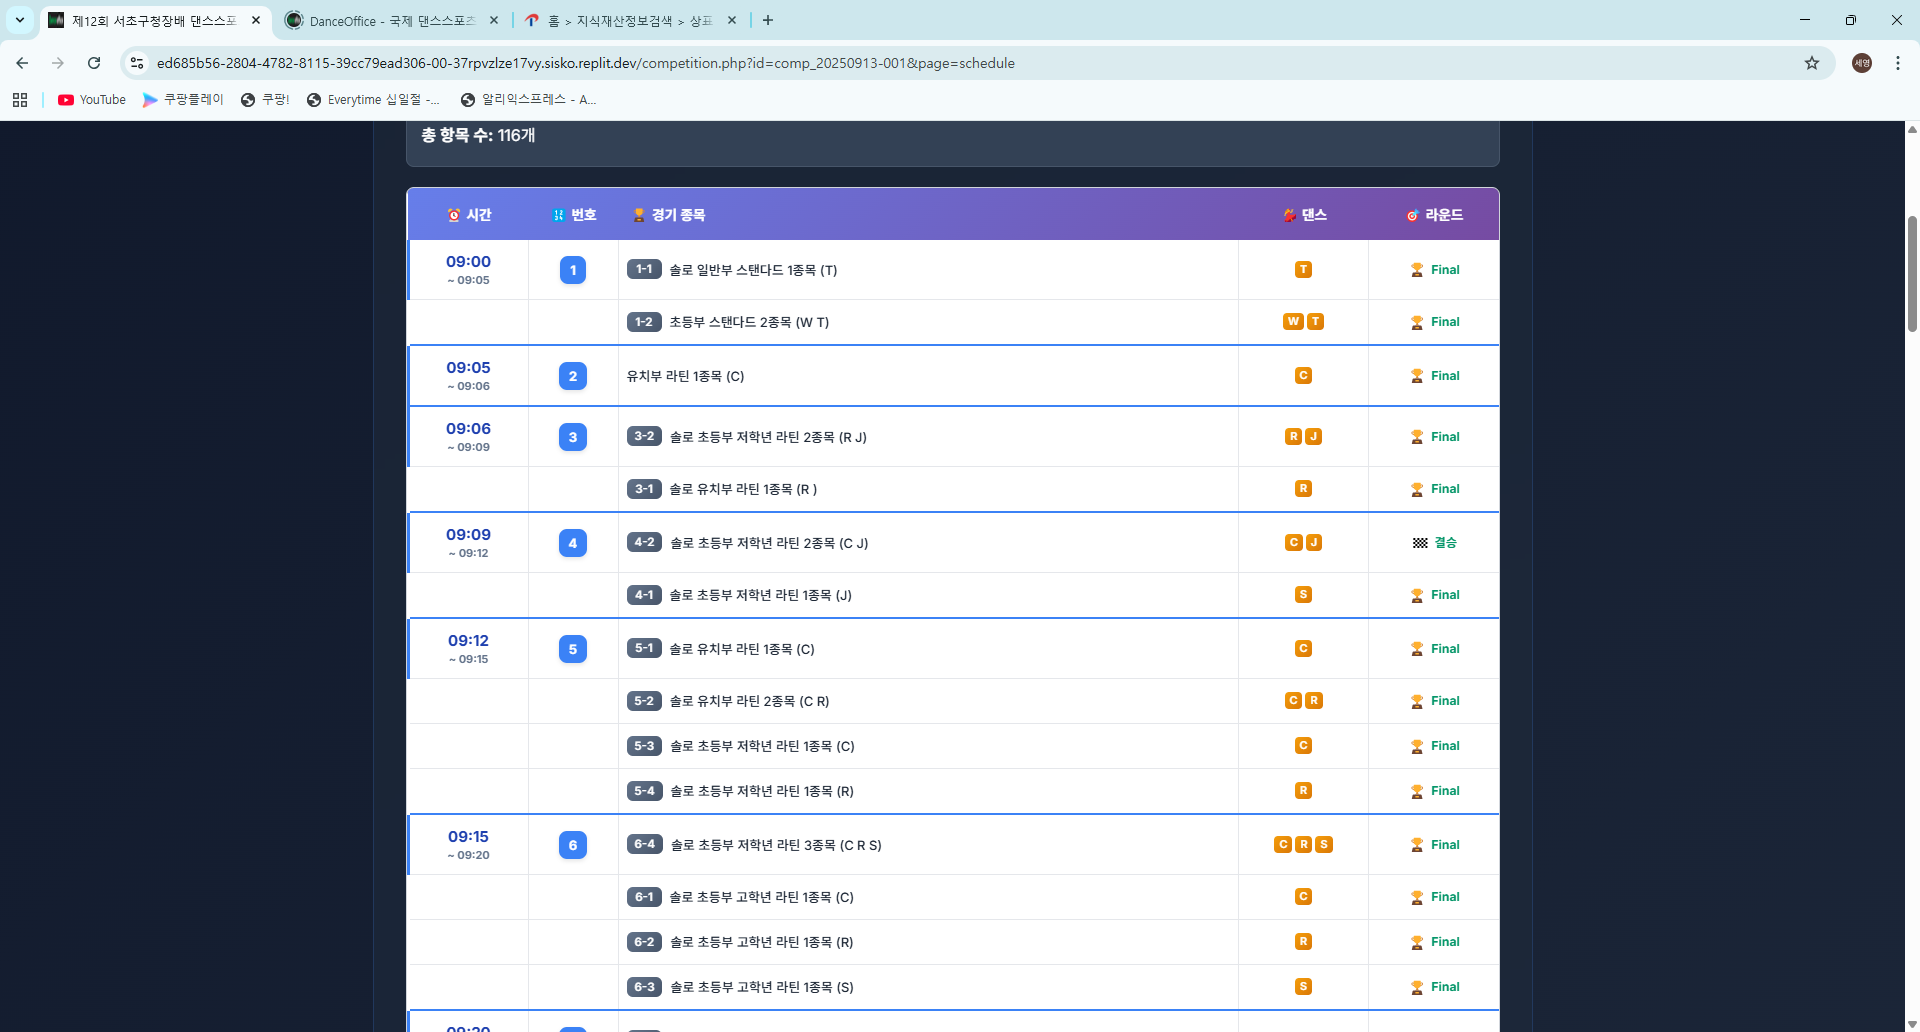 제12회 서초구청장배 댄스스포
DanceOffice - 국제 댄스스포츠
홈 > 지식재산정보검색 > 상표
ed685b56-2804-4782-8115-39cc79ead306-00-37rpvzlze17vy.sisko.replit.dev/competition.php?id=comp_20250913-001&page=schedule
세영
YouTube
쿠팡플레이
쿠팡!
Everytime 십일절 -...
알리익스프레스 - A...
총 항목 수: 116개
시간 번호 경기 종목 댄스 라운드
09:00 1 1-1 솔로 일반부 스탠다드 1종목 (T) T Final
~ 09:05
1-2 초등부 스탠다드 2종목 (W T) W T Final
09:05 2 유치부 라틴 1종목 (C) C Final
~ 09:06
09:06 3 3-2 솔로 초등부 저학년 라틴 2종목 (R J) R J Final
~ 09:09
3-1 솔로 유치부 라틴 1종목 (R ) R Final
09:09 4 4-2 솔로 초등부 저학년 라틴 2종목 (C J) C J 결승
~ 09:12
4-1 솔로 초등부 저학년 라틴 1종목 (J) S Final
09:12 5 5-1 솔로 유치부 라틴 1종목 (C) C Final
~ 09:15
5-2 솔로 유치부 라틴 2종목 (C R) C R Final
5-3 솔로 초등부 저학년 라틴 1종목 (C) C Final
5-4 솔로 초등부 저학년 라틴 1종목 (R) R Final
09:15 6 6-4 솔로 초등부 저학년 라틴 3종목 (C R S) C R S Final
~ 09:20
6-1 솔로 초등부 고학년 라틴 1종목 (C) C Final
6-2 솔로 초등부 고학년 라틴 1종목 (R) R Final
6-3 솔로 초등부 고학년 라틴 1종목 (S) S Final
09:20